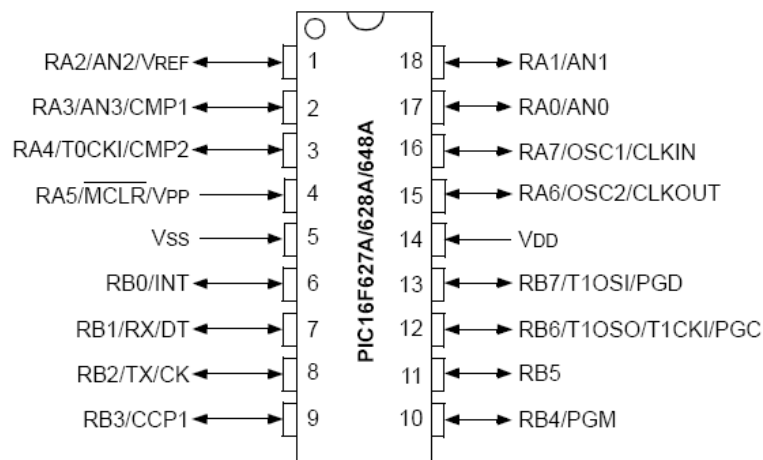 RA2/AN2/VREF 1 18 RA1/AN1
RA3/AN3/CMP1 2 17 RA0/AN0
RA4/T0CKI/CMP2 3 16 RA7/OSC1/CLKIN
RA5/MCLR/VPP 4 15 RA6/OSC2/CLKOUT
VSS 5 14 VDD
RB0/INT 6 13 RB7/T1OSI/PGD
RB1/RX/DT 7 12 RB6/T1OSO/T1CKI/PGC
RB2/TX/CK 8 11 RB5
RB3/CCP1 9 10 RB4/PGM
PIC16F627A/628A/648A